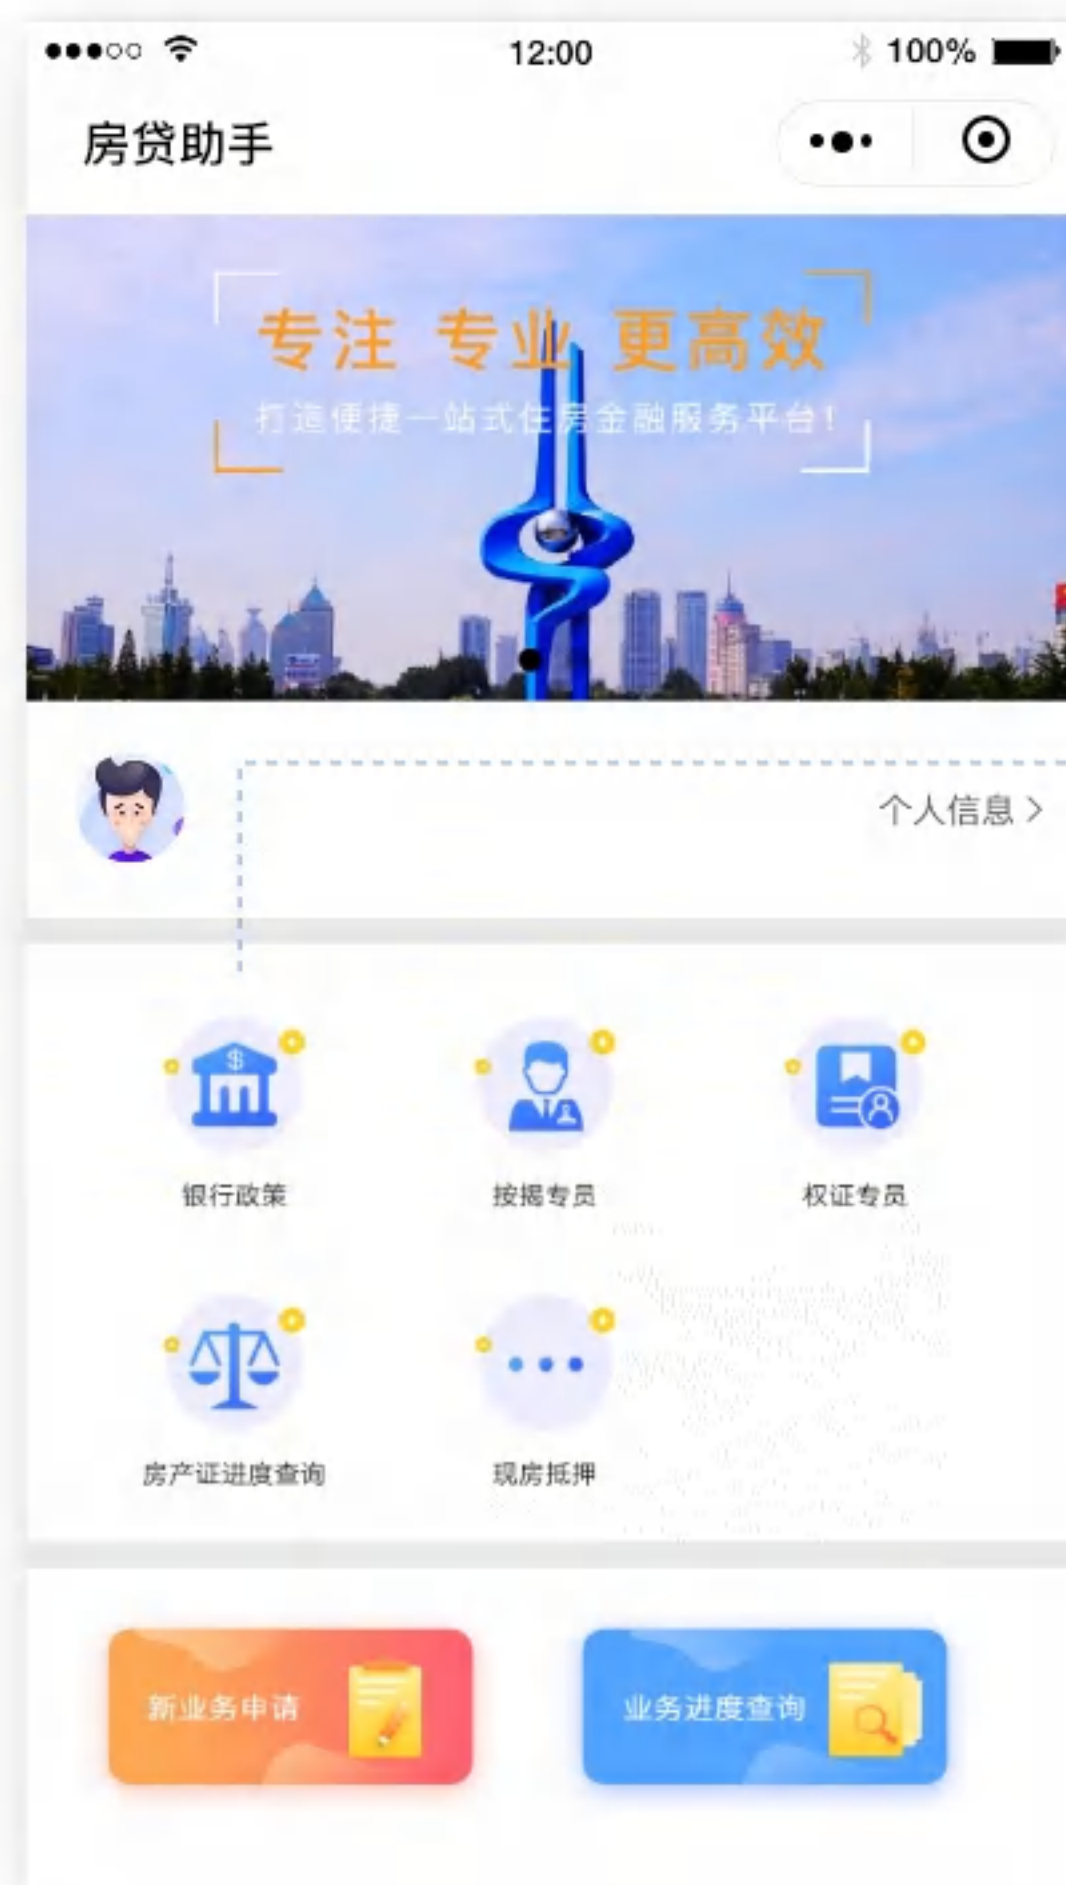 12:00
100%
房贷助手
专注 专业 更高效
打造便捷一站式住房金融服务平台!
个人信息 >
银行政策
按揭专员
权证专员
房产证进度查询
现房抵押
新业务申请
业务进度查询